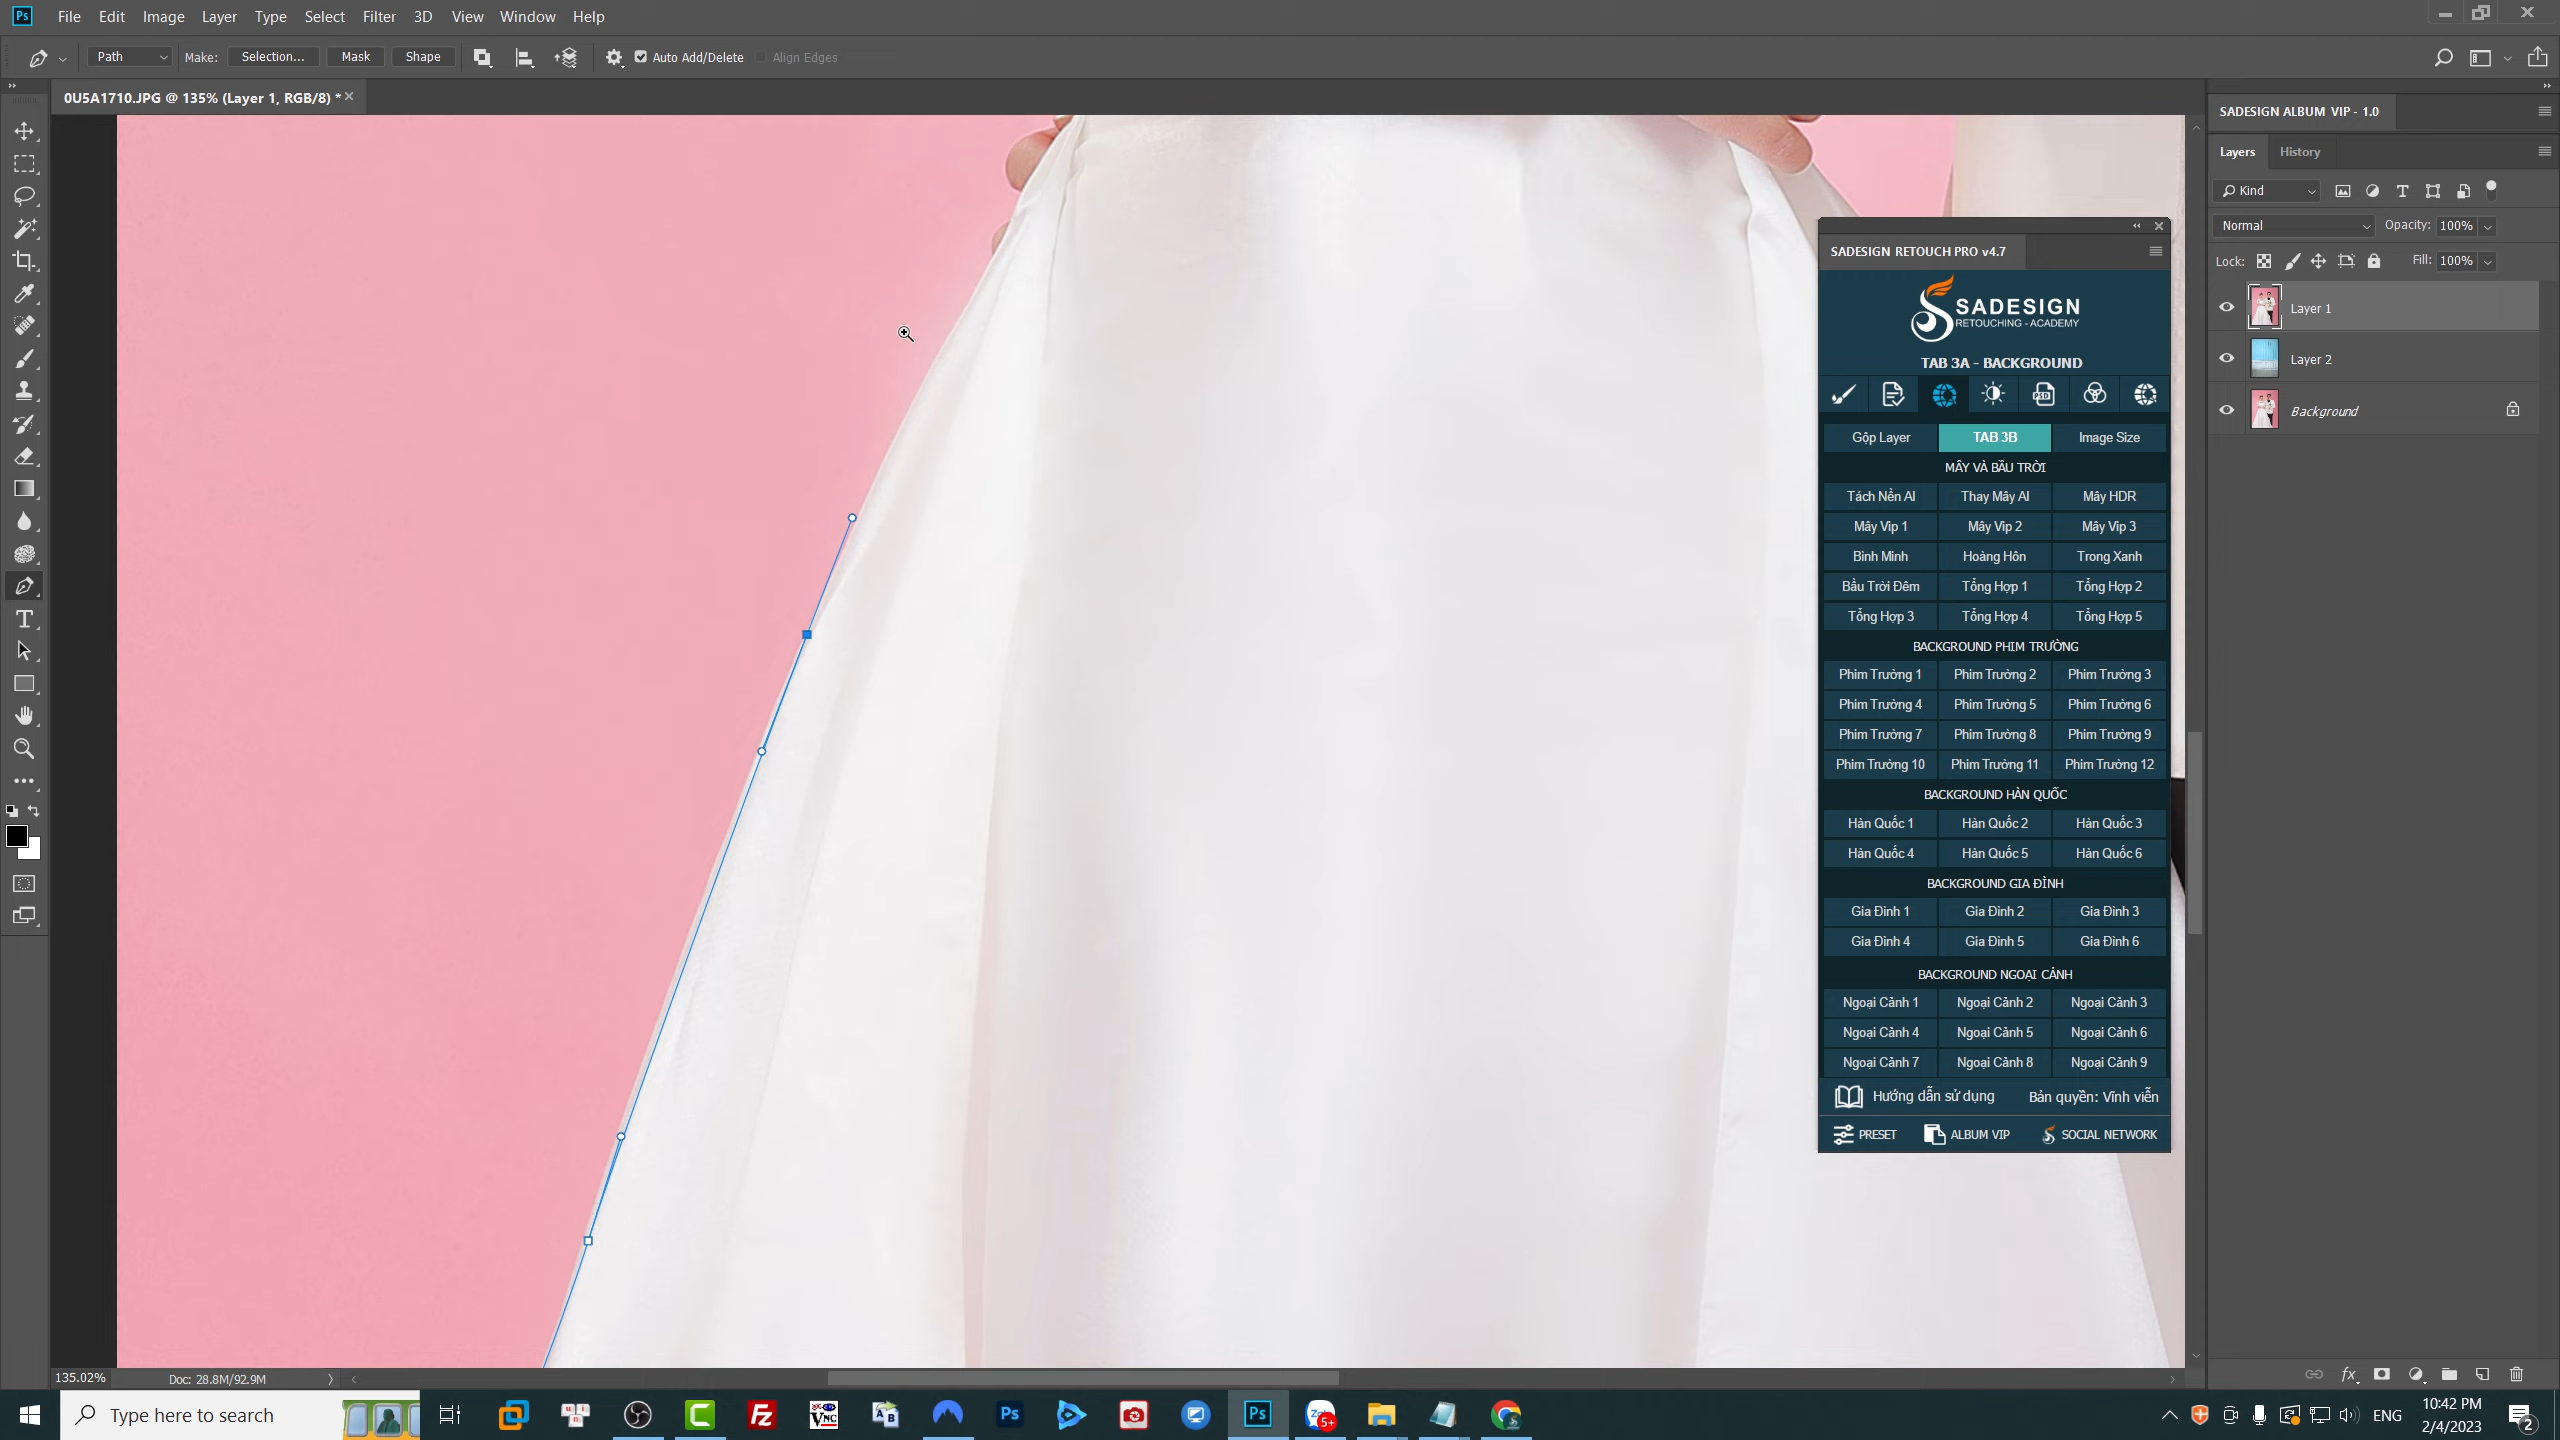 File Edit Image Layer Type Select Filter 3D View Window Help
Path Make: Selection... Mask Shape Auto Add/Delete Align Edges
0U5A1710.JPG @ 135% (Layer 1, RGB/8) *
SADESIGN ALBUM VIP - 1.0
Layers History
Kind
Normal Opacity: 100%
Lock: Fill: 100%
Layer 1
Layer 2
Background
SADESIGN RETOUCH PRO v4.7
SADESIGN
RETOUCHING - ACADEMY
TAB 3A - BACKGROUND
Gộp Layer TAB 3B Image Size
MÂY VÀ BẦU TRỜI
Tách Nền AI Thay Mây AI Mây HDR
Mây Vip 1 Mây Vip 2 Mây Vip 3
Bình Minh Hoàng Hôn Trong Xanh
Bầu Trời Đêm Tổng Hợp 1 Tổng Hợp 2
Tổng Hợp 3 Tổng Hợp 4 Tổng Hợp 5
BACKGROUND PHIM TRƯỜNG
Phim Trường 1 Phim Trường 2 Phim Trường 3
Phim Trường 4 Phim Trường 5 Phim Trường 6
Phim Trường 7 Phim Trường 8 Phim Trường 9
Phim Trường 10 Phim Trường 11 Phim Trường 12
BACKGROUND HÀN QUỐC
Hàn Quốc 1 Hàn Quốc 2 Hàn Quốc 3
Hàn Quốc 4 Hàn Quốc 5 Hàn Quốc 6
BACKGROUND GIA ĐÌNH
Gia Đình 1 Gia Đình 2 Gia Đình 3
Gia Đình 4 Gia Đình 5 Gia Đình 6
BACKGROUND NGOẠI CẢNH
Ngoại Cảnh 1 Ngoại Cảnh 2 Ngoại Cảnh 3
Ngoại Cảnh 4 Ngoại Cảnh 5 Ngoại Cảnh 6
Ngoại Cảnh 7 Ngoại Cảnh 8 Ngoại Cảnh 9
Hướng dẫn sử dụng Bản quyền: Vĩnh viễn
PRESET ALBUM VIP SOCIAL NETWORK
135.02% Doc: 28.8M/92.9M
Type here to search
ENG
10:42 PM
2/4/2023